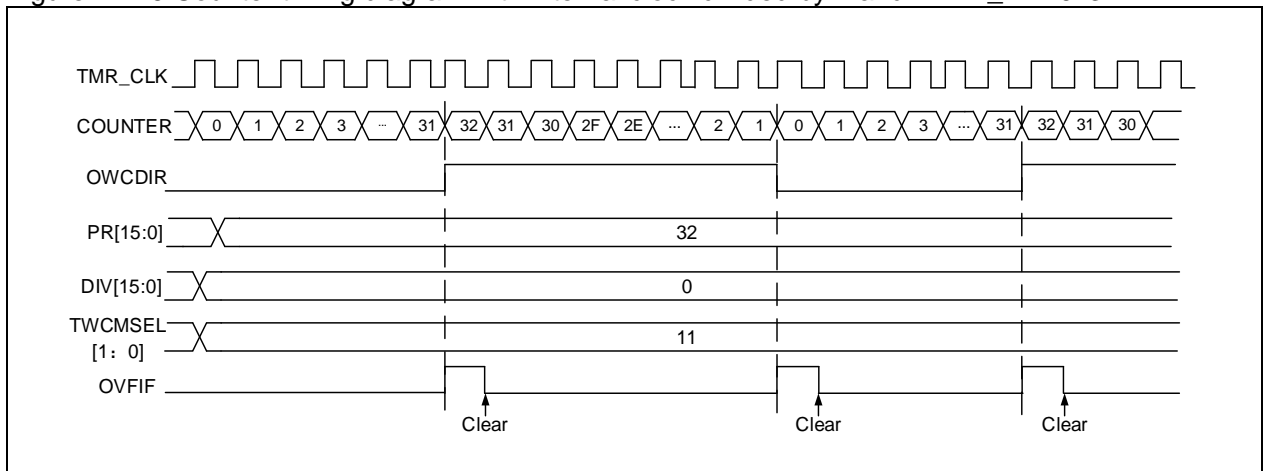 TMR_CLK
COUNTER 0 1 2 3 ... 31 32 31 30 2F 2E ... 2 1 0 1 2 3 ... 31 32 31 30
OWCDIR
PR[15:0] 32
DIV[15:0] 0
TWCMSEL
[1: 0] 11
OVFIF
Clear Clear Clear